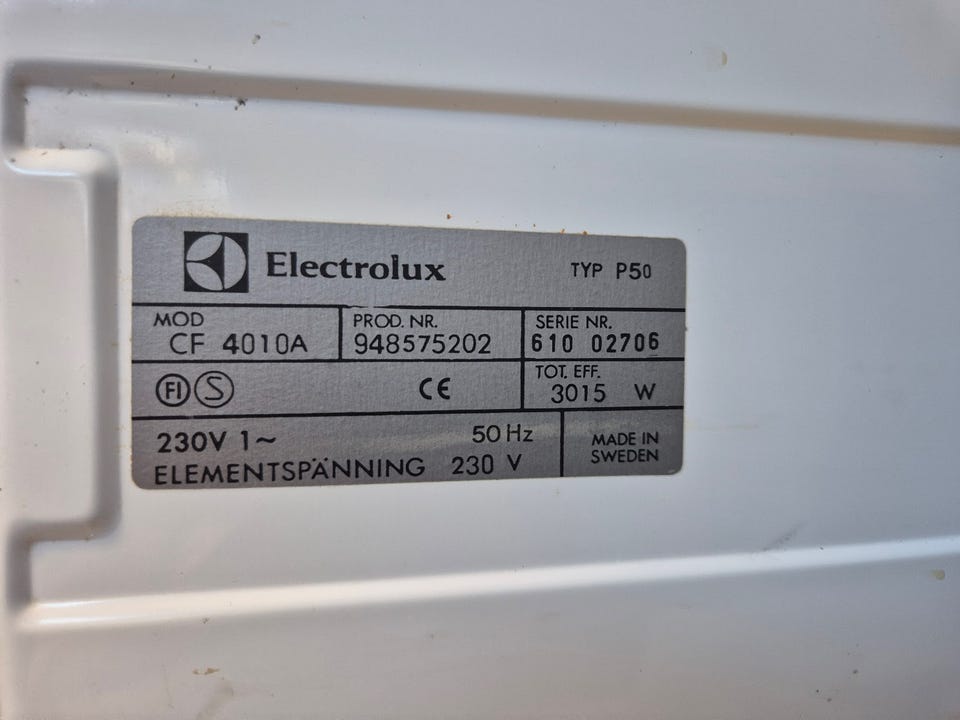 Electrolux TYP P50
MOD PROD. NR. SERIE NR.
CF 4010A 948575202 610 02706
FI S CE TOT. EFF.
3015 W
230V 1~ 50 Hz MADE IN
ELEMENTSPÄNNING 230 V SWEDEN